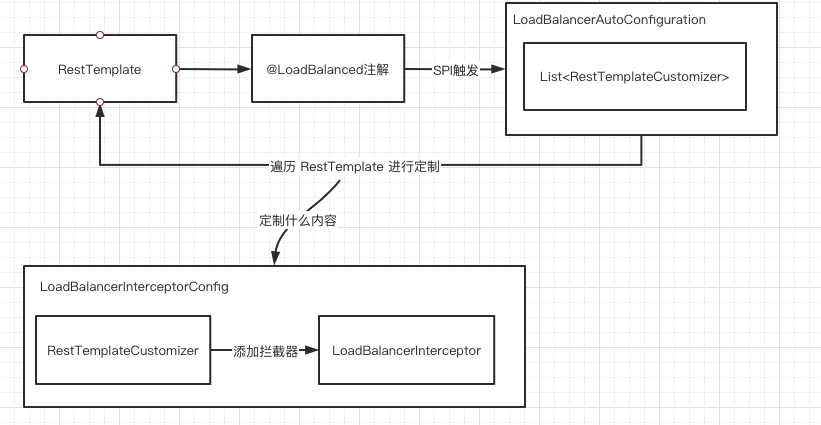 LoadBalancerAutoConfiguration
RestTemplate
@LoadBalanced注解
SPI触发
List<RestTemplateCustomizer>
遍历 RestTemplate 进行定制
定制什么内容
LoadBalancerInterceptorConfig
RestTemplateCustomizer
添加拦截器
LoadBalancerInterceptor